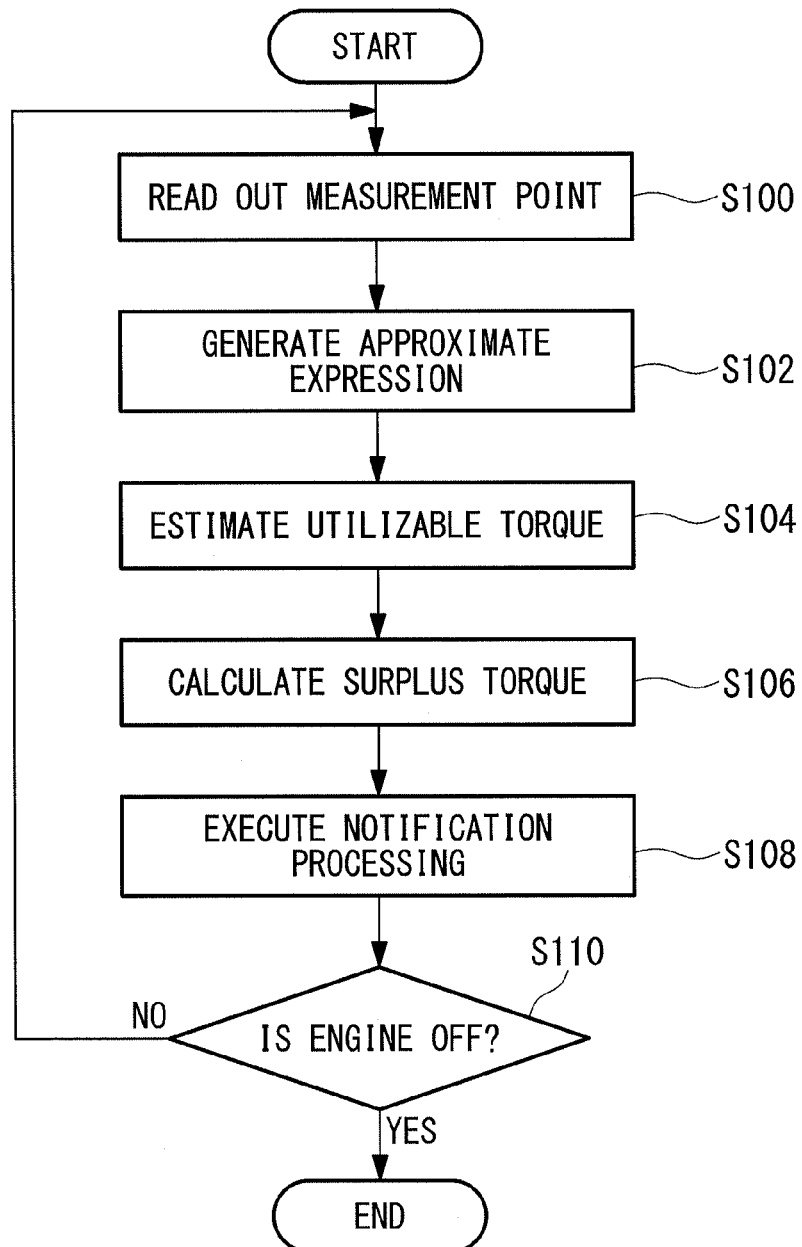 START
READ OUT MEASUREMENT POINT
S100
GENERATE APPROXIMATE
EXPRESSION
S102
ESTIMATE UTILIZABLE TORQUE
S104
CALCULATE SURPLUS TORQUE
S106
EXECUTE NOTIFICATION
PROCESSING
S108
S110
NO
IS ENGINE OFF?
YES
END